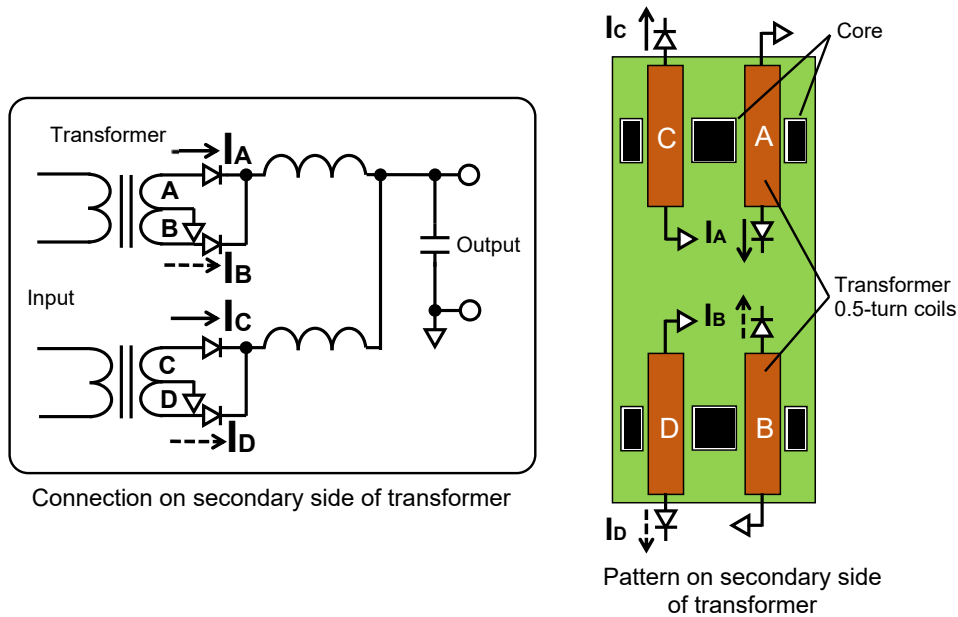 Transformer
IA
A
B
IB
Input
IC
C
D
ID
Output
Connection on secondary side of transformer
IC
Core
C
A
IA
IB
Transformer
0.5-turn coils
D
B
ID
Pattern on secondary side
of transformer